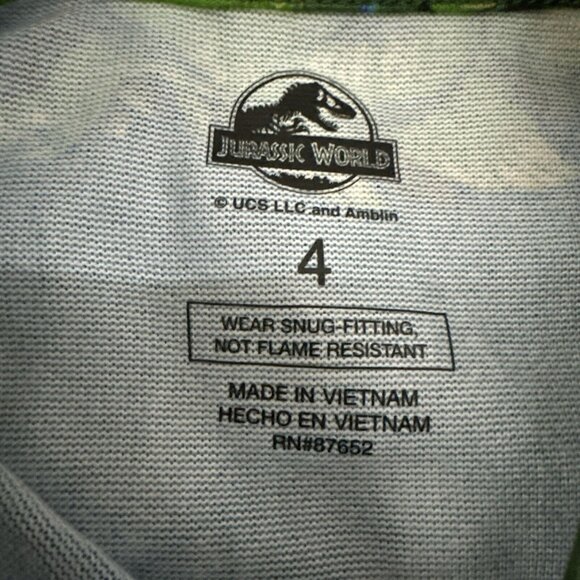 JURASSIC WORLD
© UCS LLC and Amblin
4
WEAR SNUG-FITTING,
NOT FLAME RESISTANT
MADE IN VIETNAM
HECHO EN VIETNAM
RN#87652